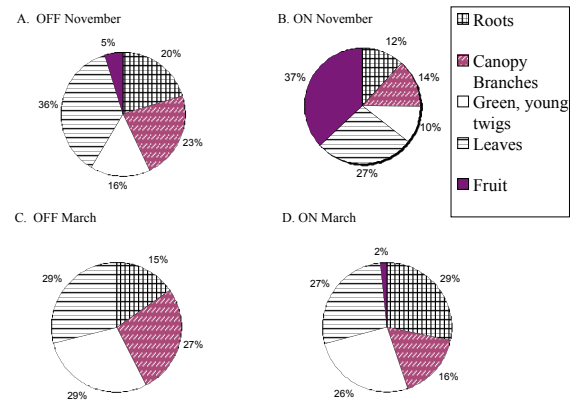 A. OFF November
5%
20%
36%
23%
16%
B. ON November
12%
37%
14%
10%
27%
Roots
Canopy
Branches
Green, young
twigs
Leaves
Fruit
C. OFF March
29%
15%
27%
29%
D. ON March
2%
27%
29%
16%
26%